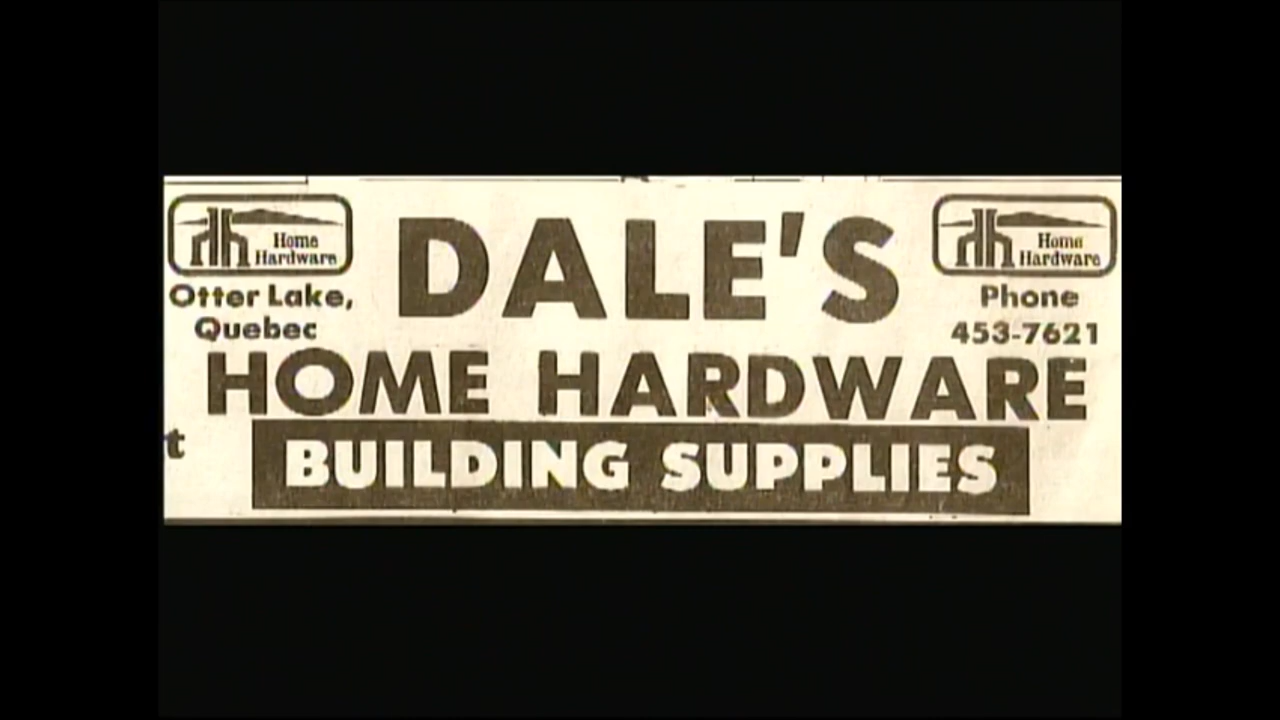 Home
Hardware
DALE'S
Home
Hardware
Otter Lake,
Quebec
Phone
453-7621
HOME HARDWARE
t
BUILDING SUPPLIES